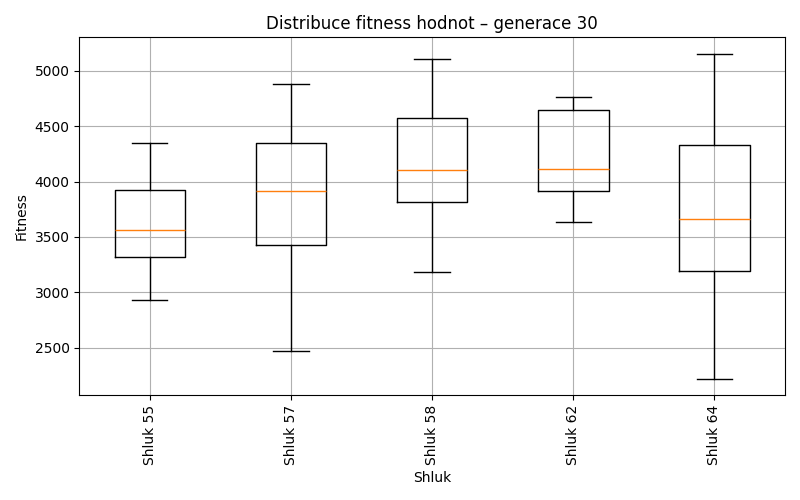 Distribuce fitness hodnot – generace 30
Fitness
5000
4500
4000
3500
3000
2500
Shluk 55
Shluk 57
Shluk 58
Shluk 62
Shluk 64
Shluk